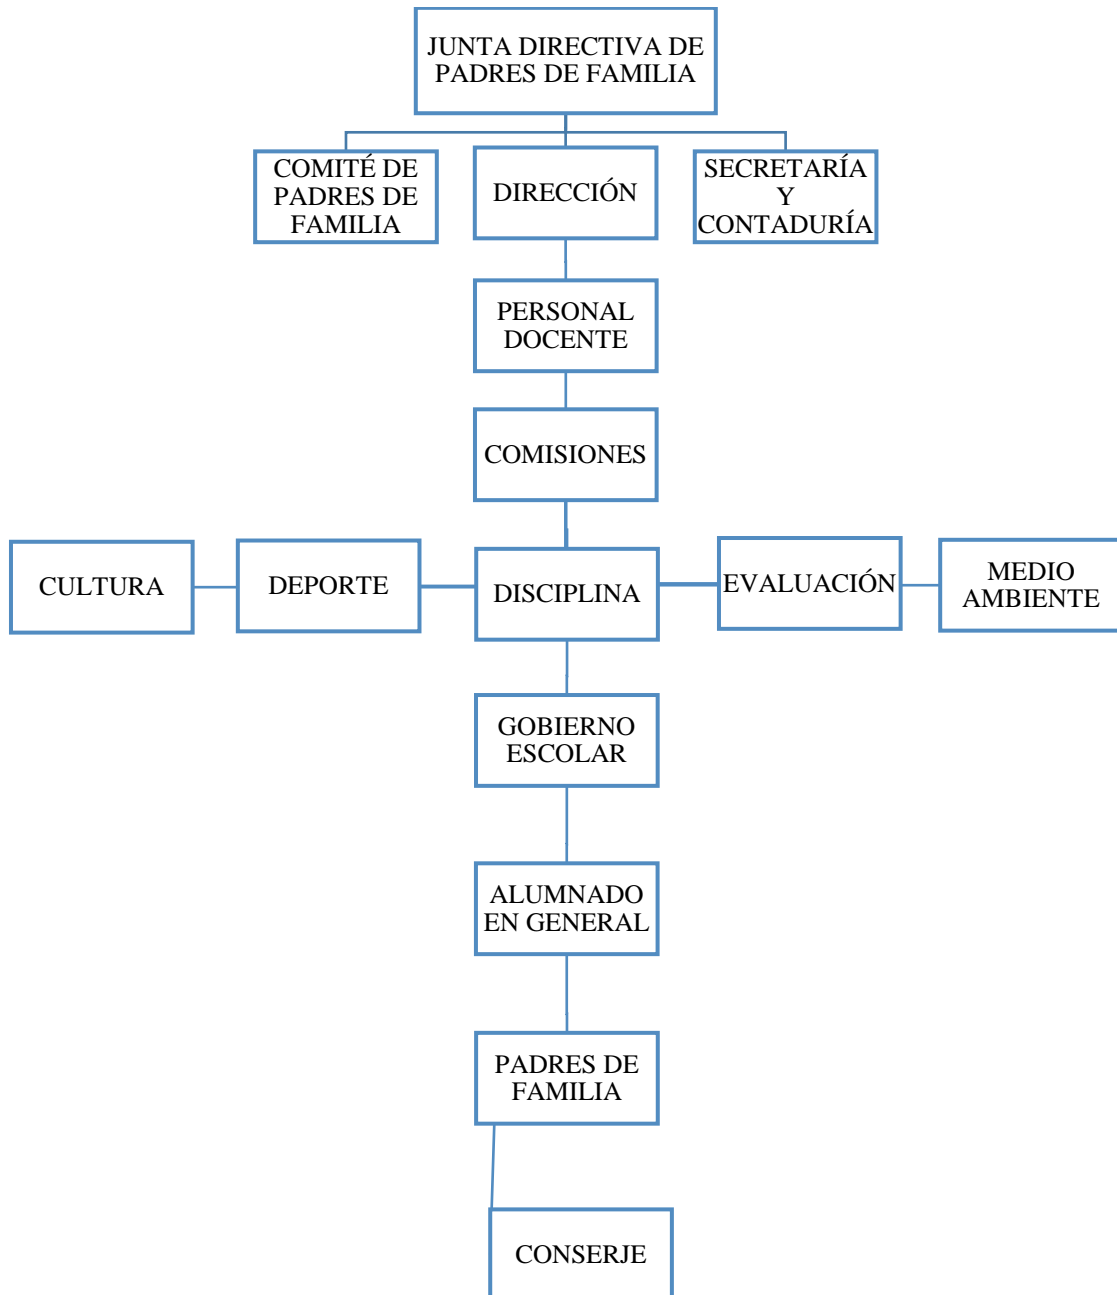 JUNTA DIRECTIVA DE
PADRES DE FAMILIA
COMITÉ DE
PADRES DE
FAMILIA
DIRECCIÓN
SECRETARÍA
Y
CONTADURÍA
PERSONAL
DOCENTE
COMISIONES
CULTURA
DEPORTE
DISCIPLINA
EVALUACIÓN
MEDIO
AMBIENTE
GOBIERNO
ESCOLAR
ALUMNADO
EN GENERAL
PADRES DE
FAMILIA
CONSERJE